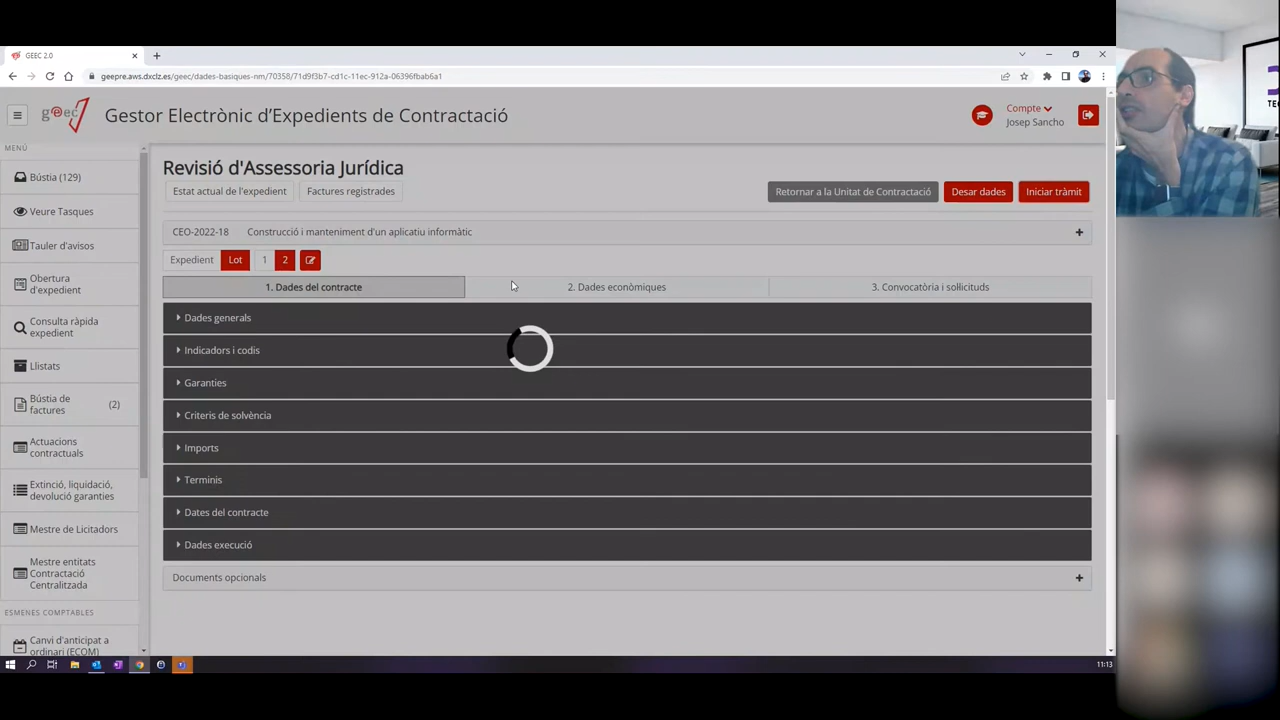 GEEC 2.0
geepre.aws.dxclz.es/geec/dades-basiques-nm/70358/71d9f3b7-cd1c-11ec-912a-06396fbab6a1
geec
Gestor Electrònic d'Expedients de Contractació
Compte
Josep Sancho
MENÚ
Bústia (129)
Veure Tasques
Tauler d'avisos
Obertura
d'expedient
Consulta ràpida
expedient
Llistats
Bústia de
factures (2)
Actuacions
contractuals
Extinció, liquidació,
devolució garanties
Mestre de Licitadors
Mestre entitats
Contractació
Centralitzada
ESMENES COMPTABLES
Canvi d'anticipat a
ordinari (ECOM)
Revisió d'Assessoria Jurídica
Estat actual de l'expedient Factures registrades
Retornar a la Unitat de Contractació Desar dades Iniciar tràmit
CEO-2022-18 Construcció i manteniment d'un aplicatiu informàtic +
Expedient Lot 1 2
1. Dades del contracte 2. Dades econòmiques 3. Convocatòria i sol·licituds
Dades generals
Indicadors i codis
Garanties
Criteris de solvència
Imports
Terminis
Dates del contracte
Dades execució
Documents opcionals +
11:13